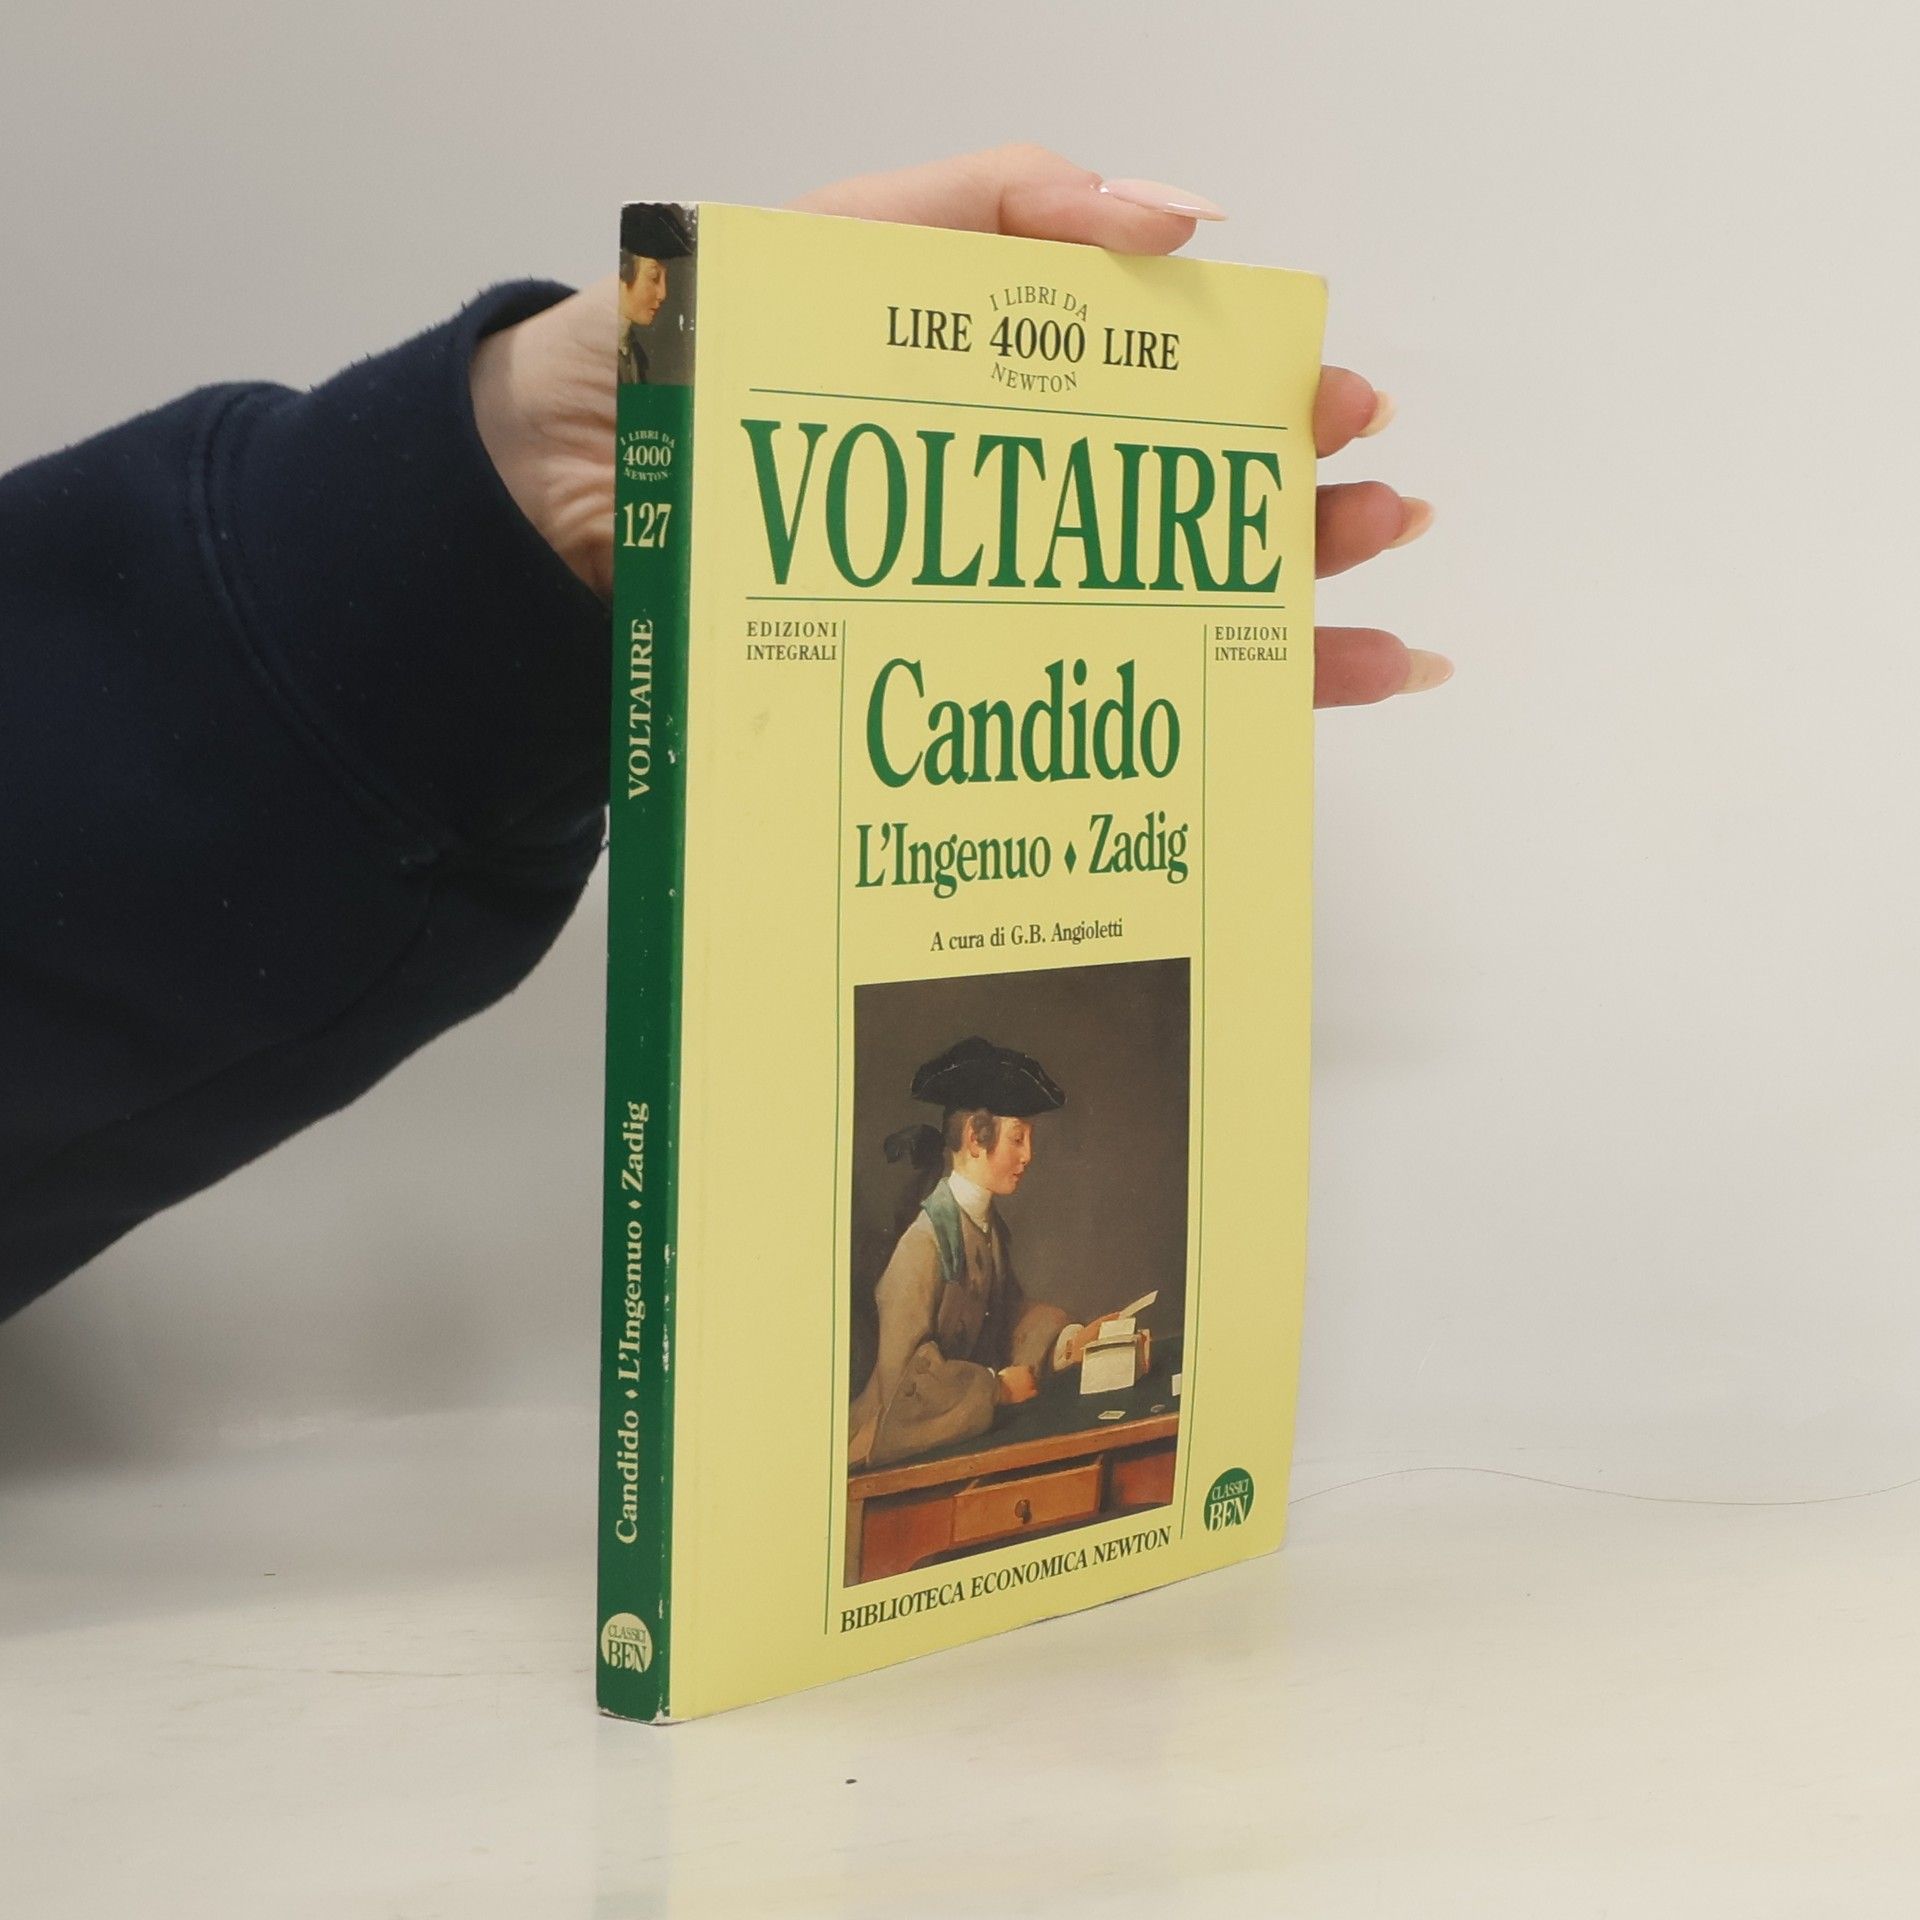 I LIBRI DA
LIRE 4000 LIRE
NEWTON
VOLTAIRE
EDIZIONI
INTEGRALI
EDIZIONI
INTEGRALI
Candido
L'Ingenuo ♦ Zadig
A cura di G.B. Angioletti
CLASSICI
BEN
BIBLIOTECA ECONOMICA NEWTON
I LIBRI DA
4000
NEWTON
127
VOLTAIRE
Candido ♦ L'Ingenuo ♦ Zadig
CLASSICI
BEN